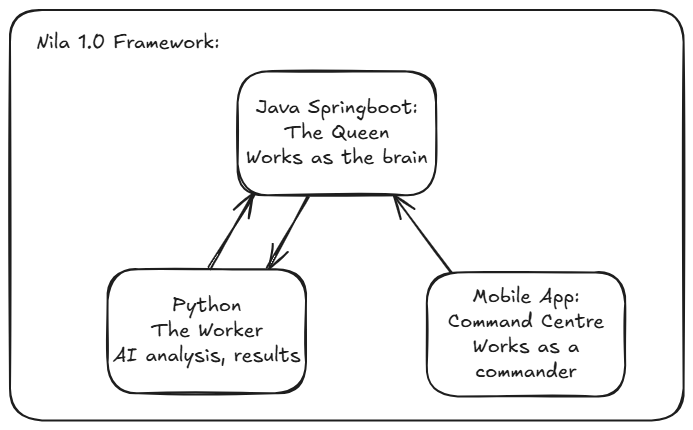 Nila 1.0 Framework:
Java Springboot:
The Queen
Works as the brain
Python
The Worker
AI analysis, results
Mobile App:
Command Centre
Works as a
commander